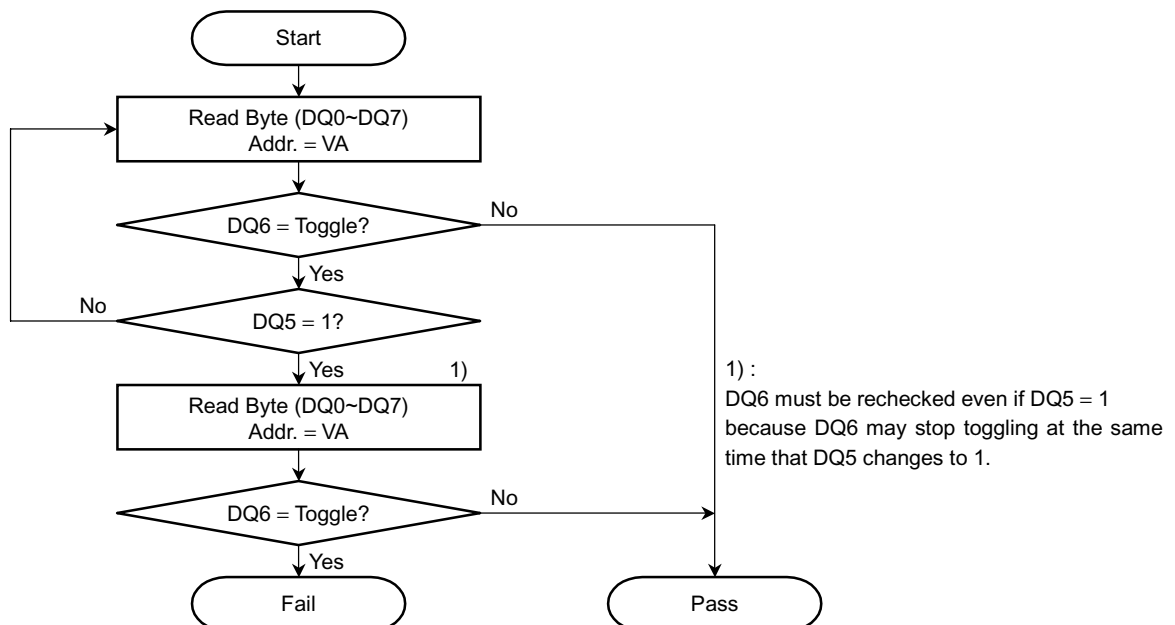 Start
Read Byte (DQ0~DQ7)
Addr. = VA
DQ6 = Toggle?
No
Yes
No
DQ5 = 1?
Yes
1)
Read Byte (DQ0~DQ7)
Addr. = VA
DQ6 = Toggle?
No
Yes
Fail
Pass
1) :
DQ6 must be rechecked even if DQ5 = 1
because DQ6 may stop toggling at the same
time that DQ5 changes to 1.